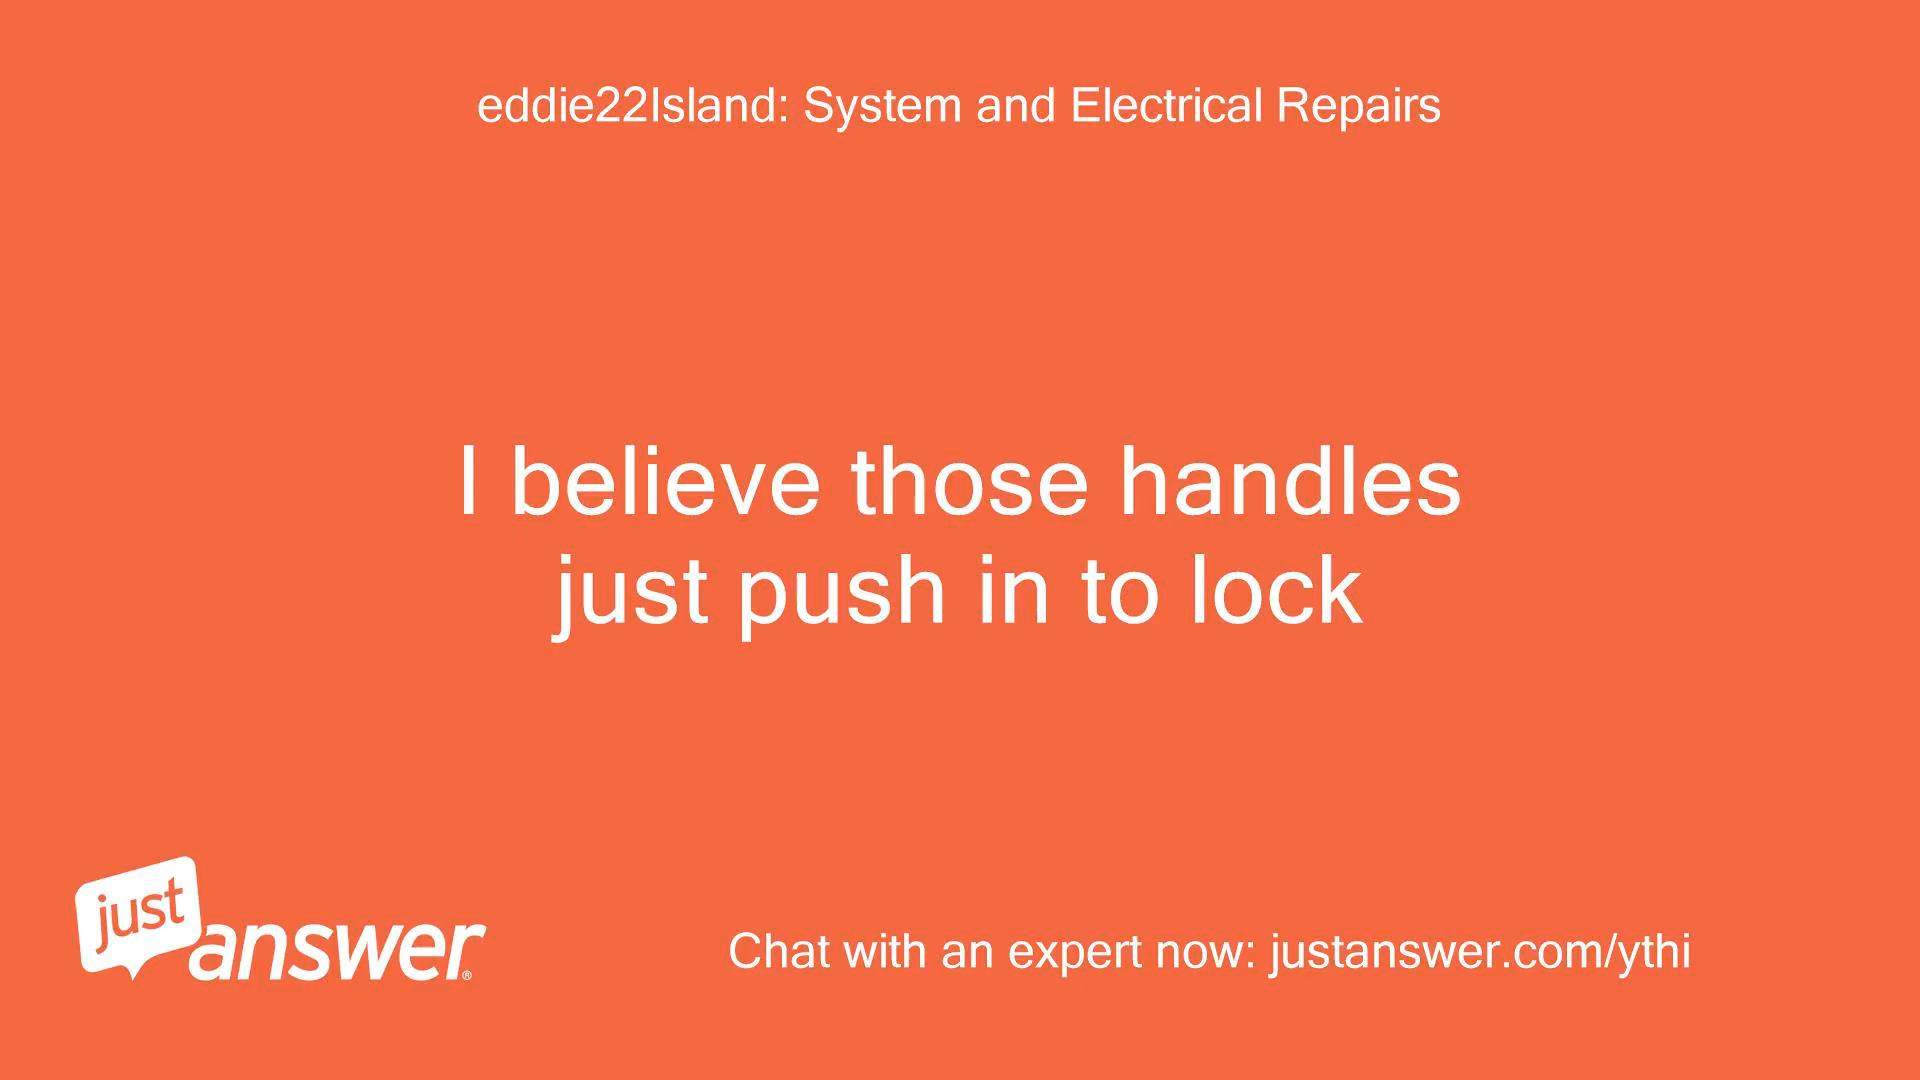 eddie22Island: System and Electrical Repairs
I believe those handles
just push in to lock
just
answer®
Chat with an expert now: justanswer.com/ythi